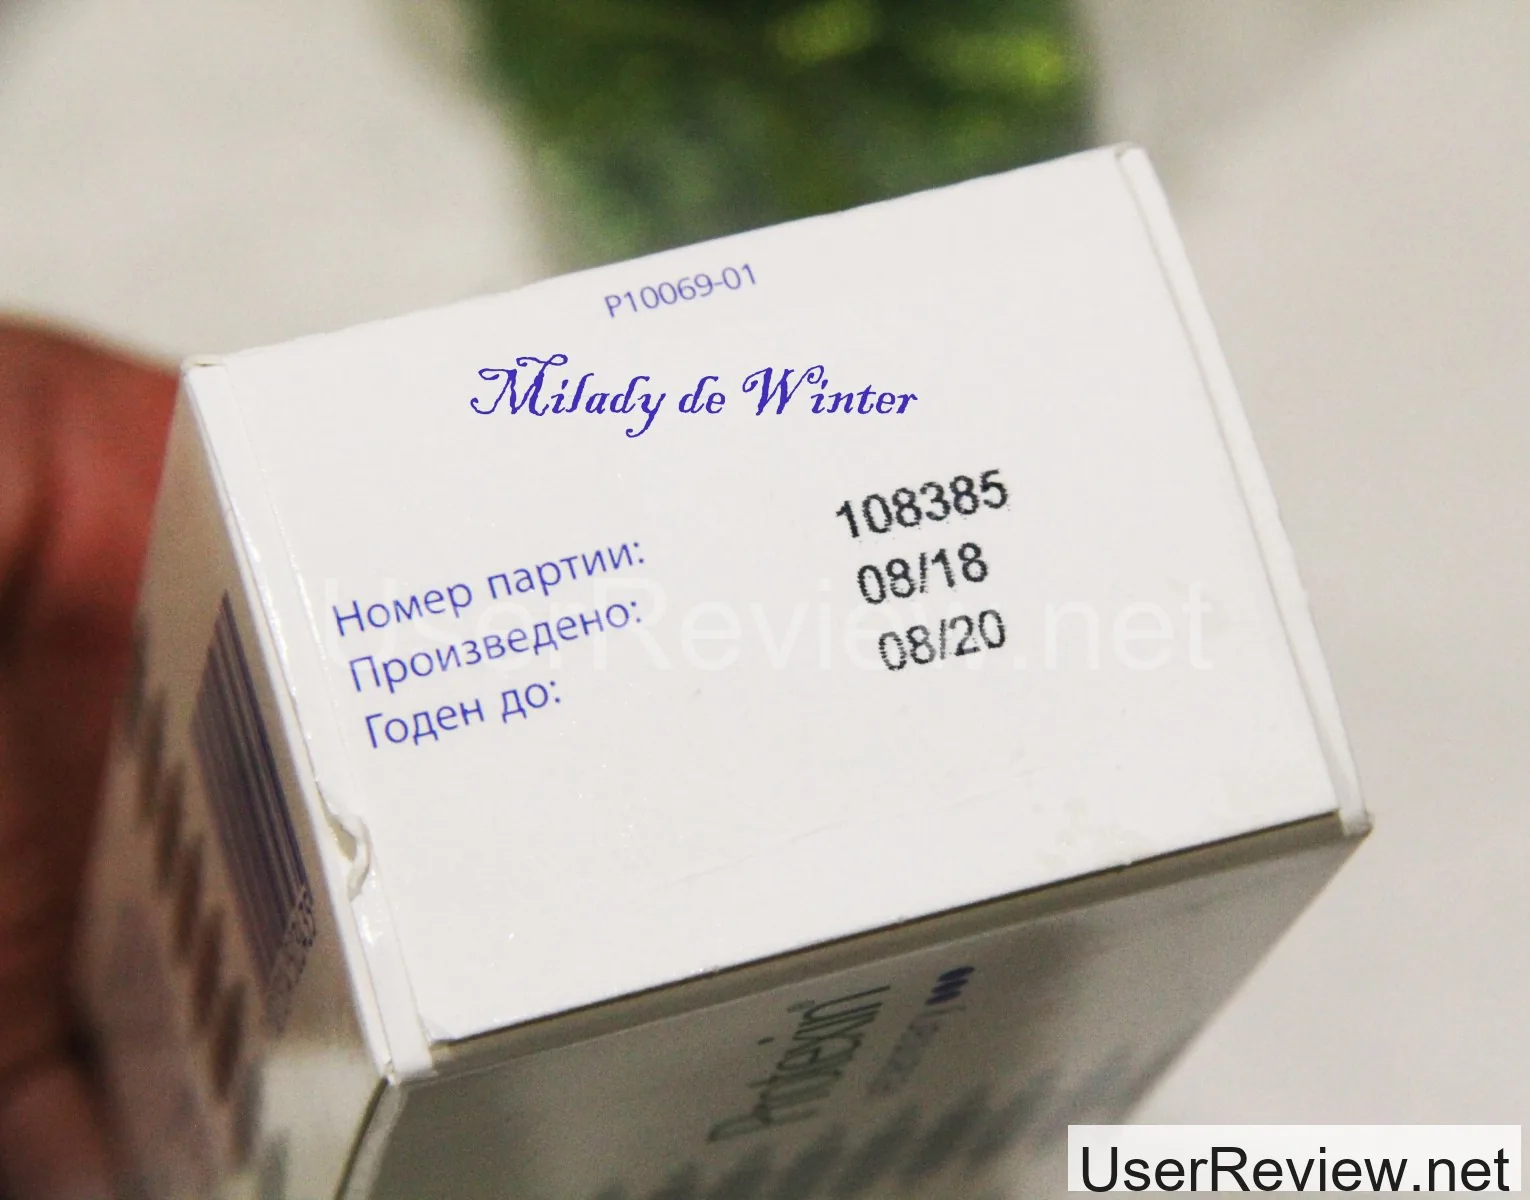 P10069-01
Milady de Winter
Номер партии: 108385
Произведено: 08/18
Годен до: 08/20
UserReview.net
Protexin®
UserReview.net